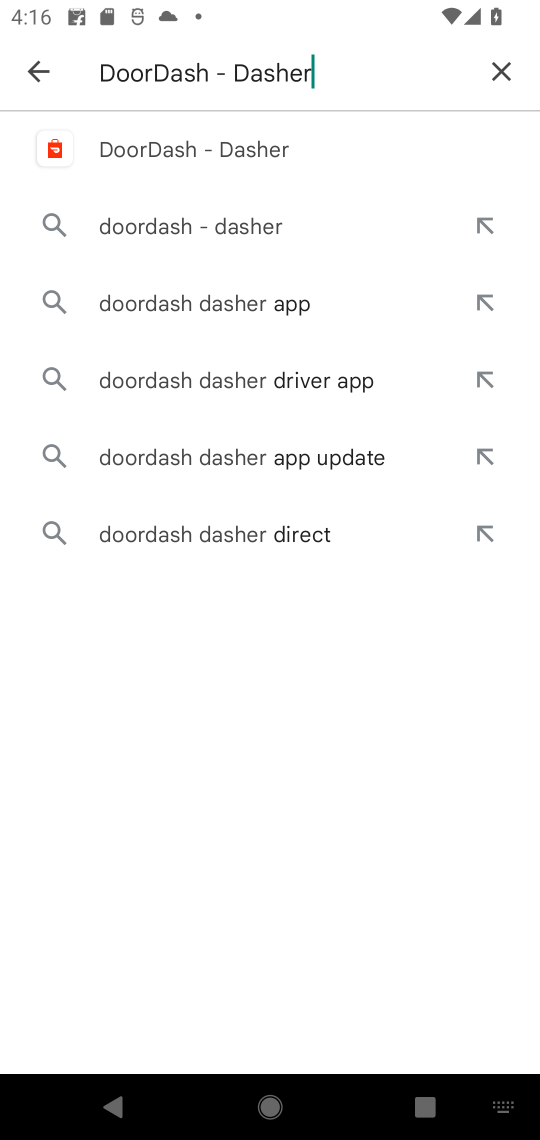 4:16
DoorDash - Dasher
DoorDash - Dasher
doordash - dasher
doordash dasher app
doordash dasher driver app
doordash dasher app update
doordash dasher direct